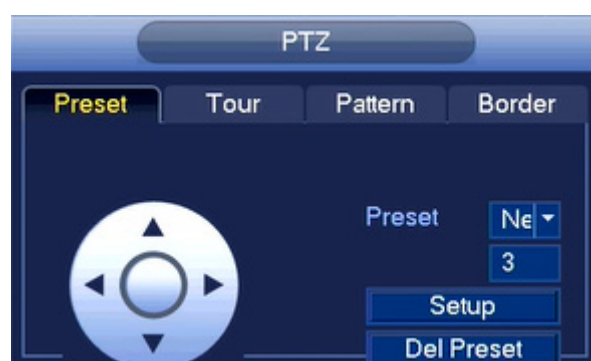 PTZ
Preset Tour Pattern Border
Preset Ne
3
Setup
Del Preset